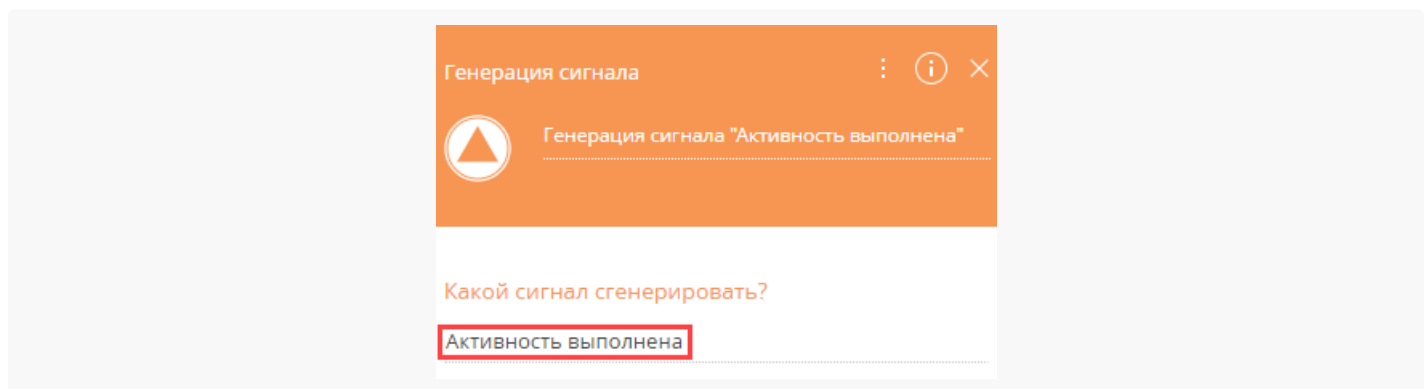 Генерация сигнала
Генерация сигнала "Активность выполнена"
Какой сигнал сгенерировать?
Активность выполнена